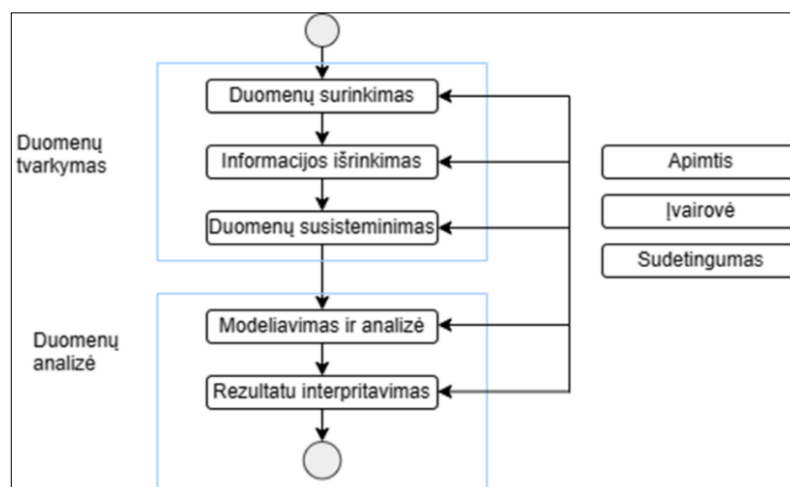 Duomenų surinkimas
Duomenų
tvarkymas
Informacijos išrinkimas
Duomenų susisteminimas
Apimtis
Įvairovė
Sudetingumas
Duomenų
analizė
Modeliavimas ir analizė
Rezultatu interpritavimas